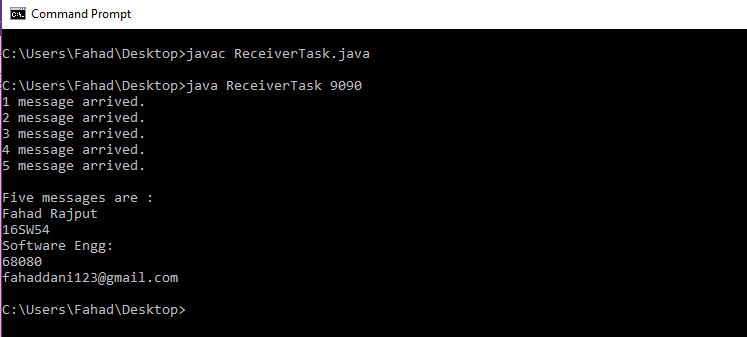 Command Prompt
C:\Users\Fahad\Desktop>javac ReceiverTask.java
C:\Users\Fahad\Desktop>java ReceiverTask 9090
1 message arrived.
2 message arrived.
3 message arrived.
4 message arrived.
5 message arrived.
Five messages are :
Fahad Rajput
16SW54
Software Engg:
68080
fahaddani123@gmail.com
C:\Users\Fahad\Desktop>